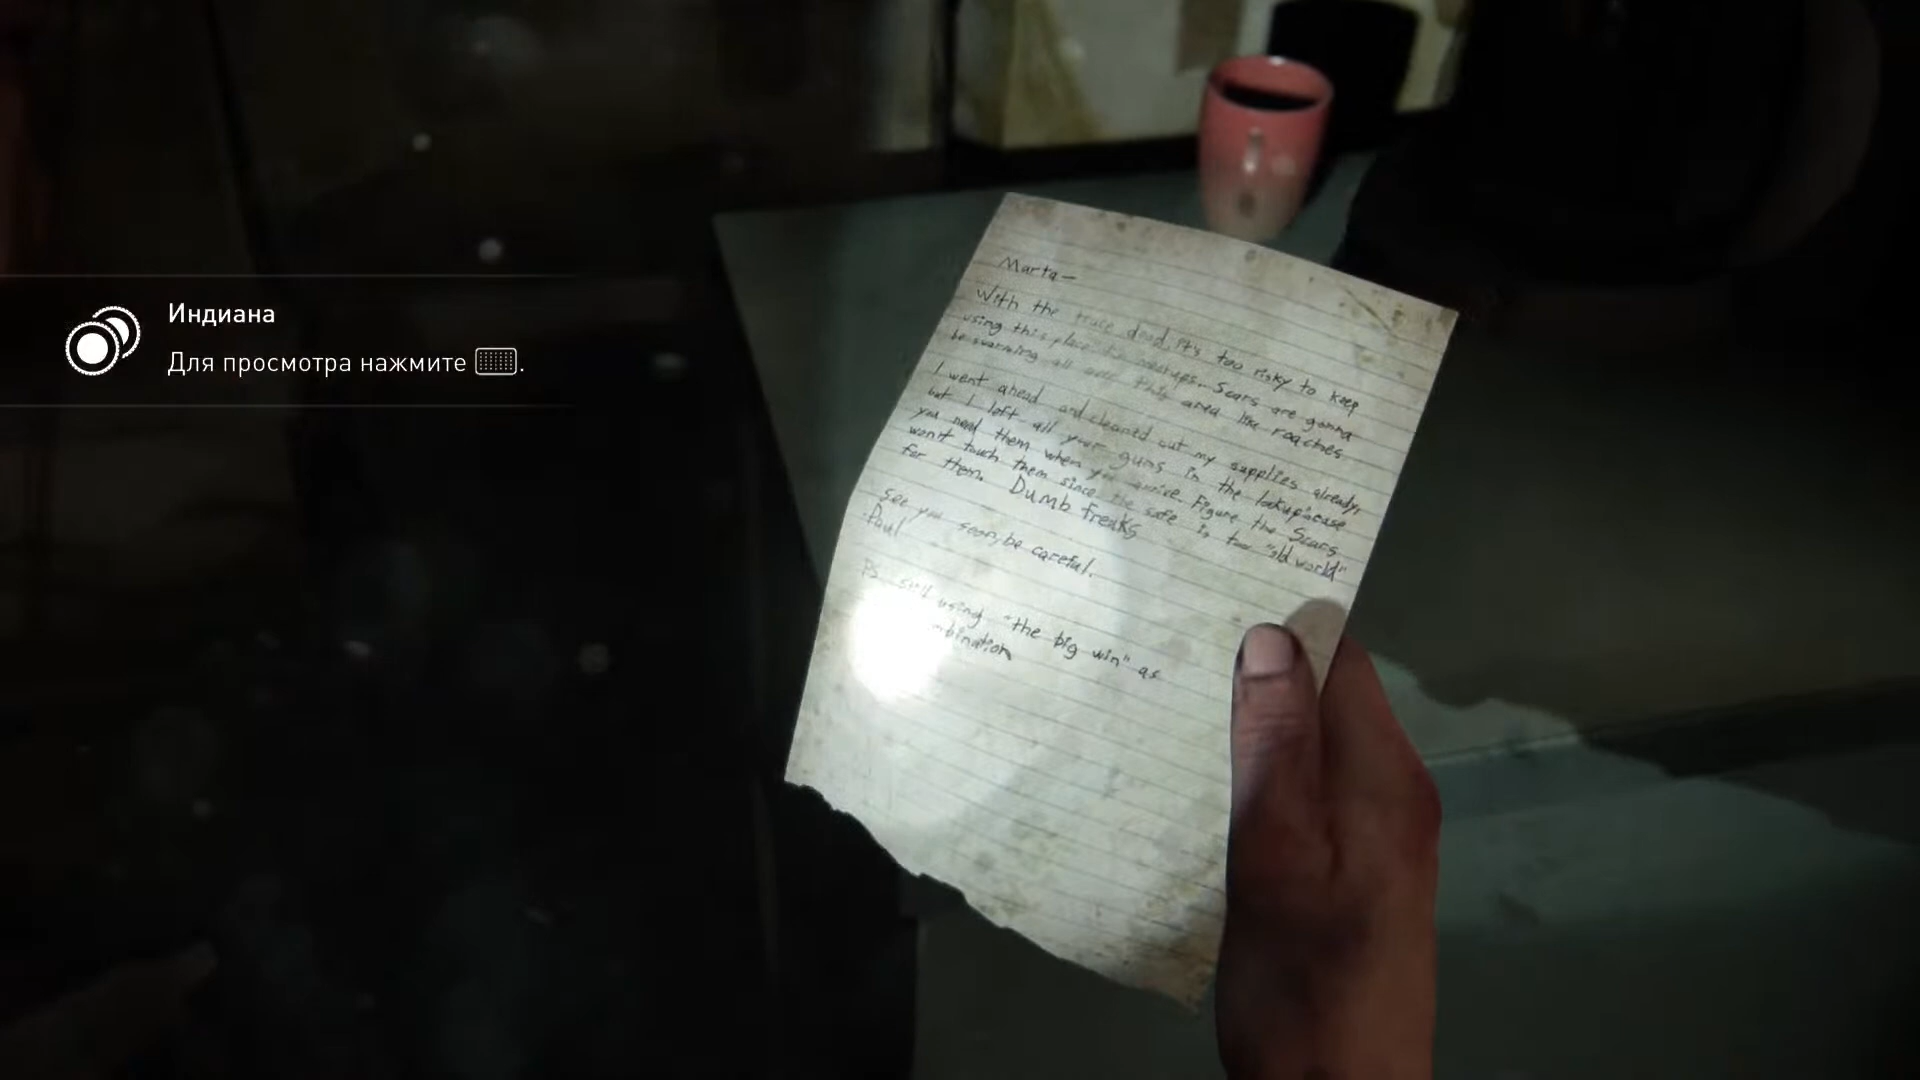 Индиана
Для просмотра нажмите .
Marta-
With the truce dead, it's too risky to keep
using this place for meetups. Scars are gonna
be swarming all over this area like roaches
I went ahead and cleaned out my supplies already,
but I left all your guns in the lockup in case
you need them when you arrive. Figure the Scars
won't touch them since the safe is too "old world"
for them. Dumb freaks
See you soon, be careful.
-Paul
PS still using "the big win" as
combination